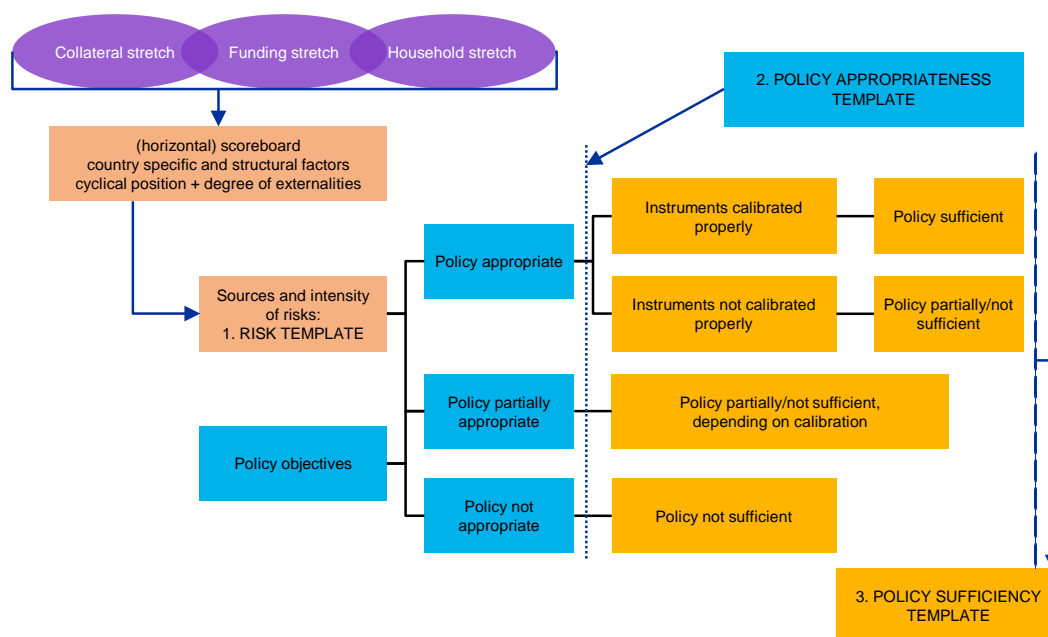 Collateral stretch
Funding stretch
Household stretch
2. POLICY APPROPRIATENESS
TEMPLATE
(horizontal) scoreboard
country specific and structural factors
cyclical position + degree of externalities
Instruments calibrated
properly
Policy sufficient
Policy appropriate
Sources and intensity
of risks:
1. RISK TEMPLATE
Instruments not calibrated
properly
Policy partially/not
sufficient
Policy partially
appropriate
Policy partially/not sufficient,
depending on calibration
Policy objectives
Policy not
appropriate
Policy not sufficient
3. POLICY SUFFICIENCY
TEMPLATE